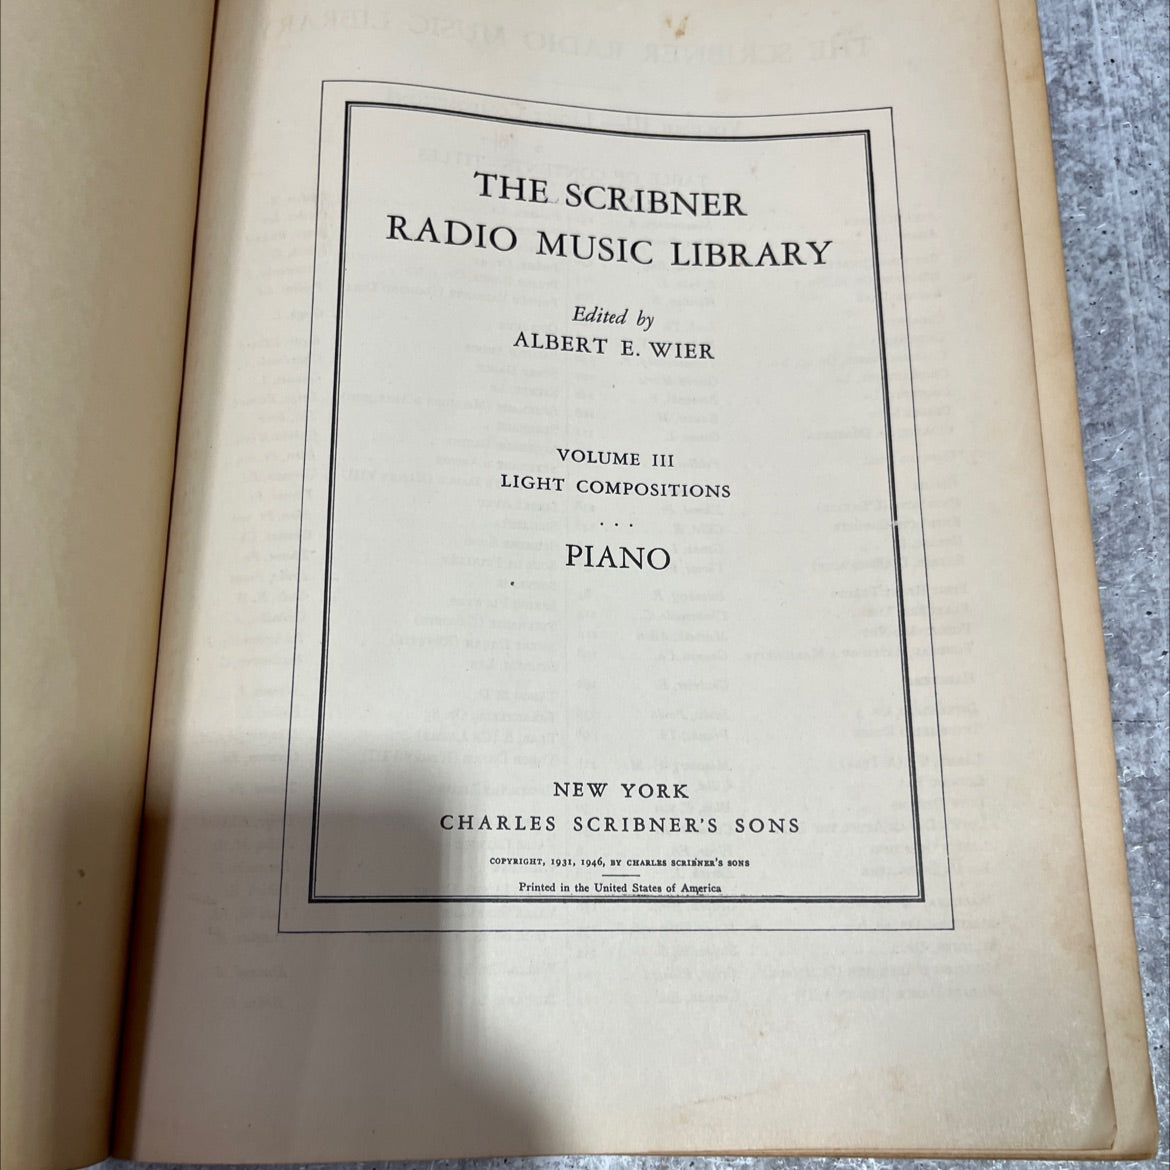 THE SCRIBNER
RADIO MUSIC LIBRARY
Edited by
ALBERT E. WIER
VOLUME III
LIGHT COMPOSITIONS
...
PIANO
NEW YORK
CHARLES SCRIBNER'S SONS
COPYRIGHT, 1931, 1946, BY CHARLES SCRIBNER'S SONS
Printed in the United States of America